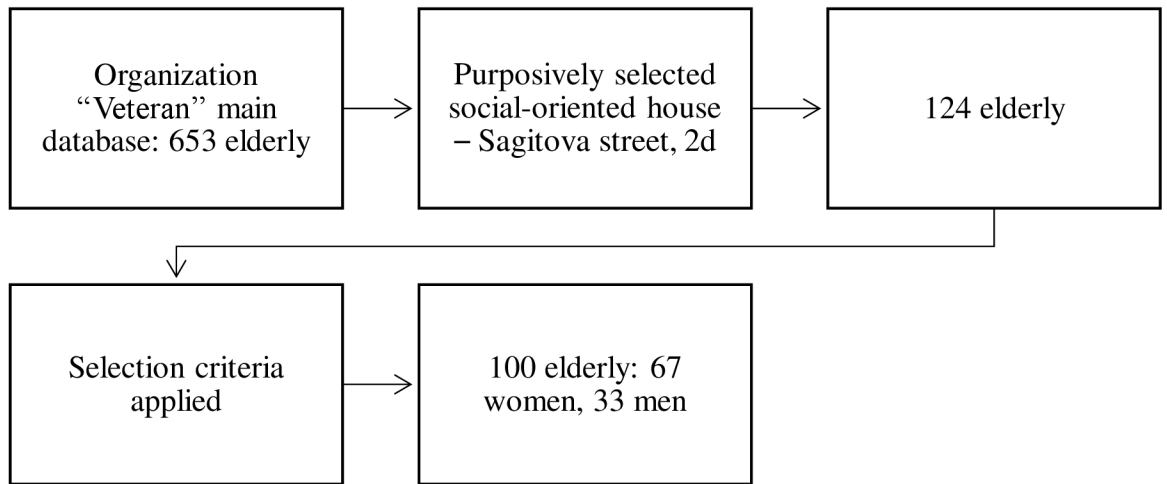 Organization
“Veteran” main
database: 653 elderly
Purposively selected
social-oriented house
– Sagitova street, 2d
124 elderly
Selection criteria
applied
100 elderly: 67
women, 33 men